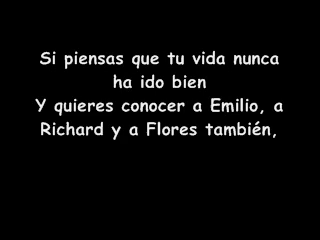 Si piensas que tu vida nunca
ha ido bien
Y quieres conocer a Emilio, a
Richard y a Flores también,